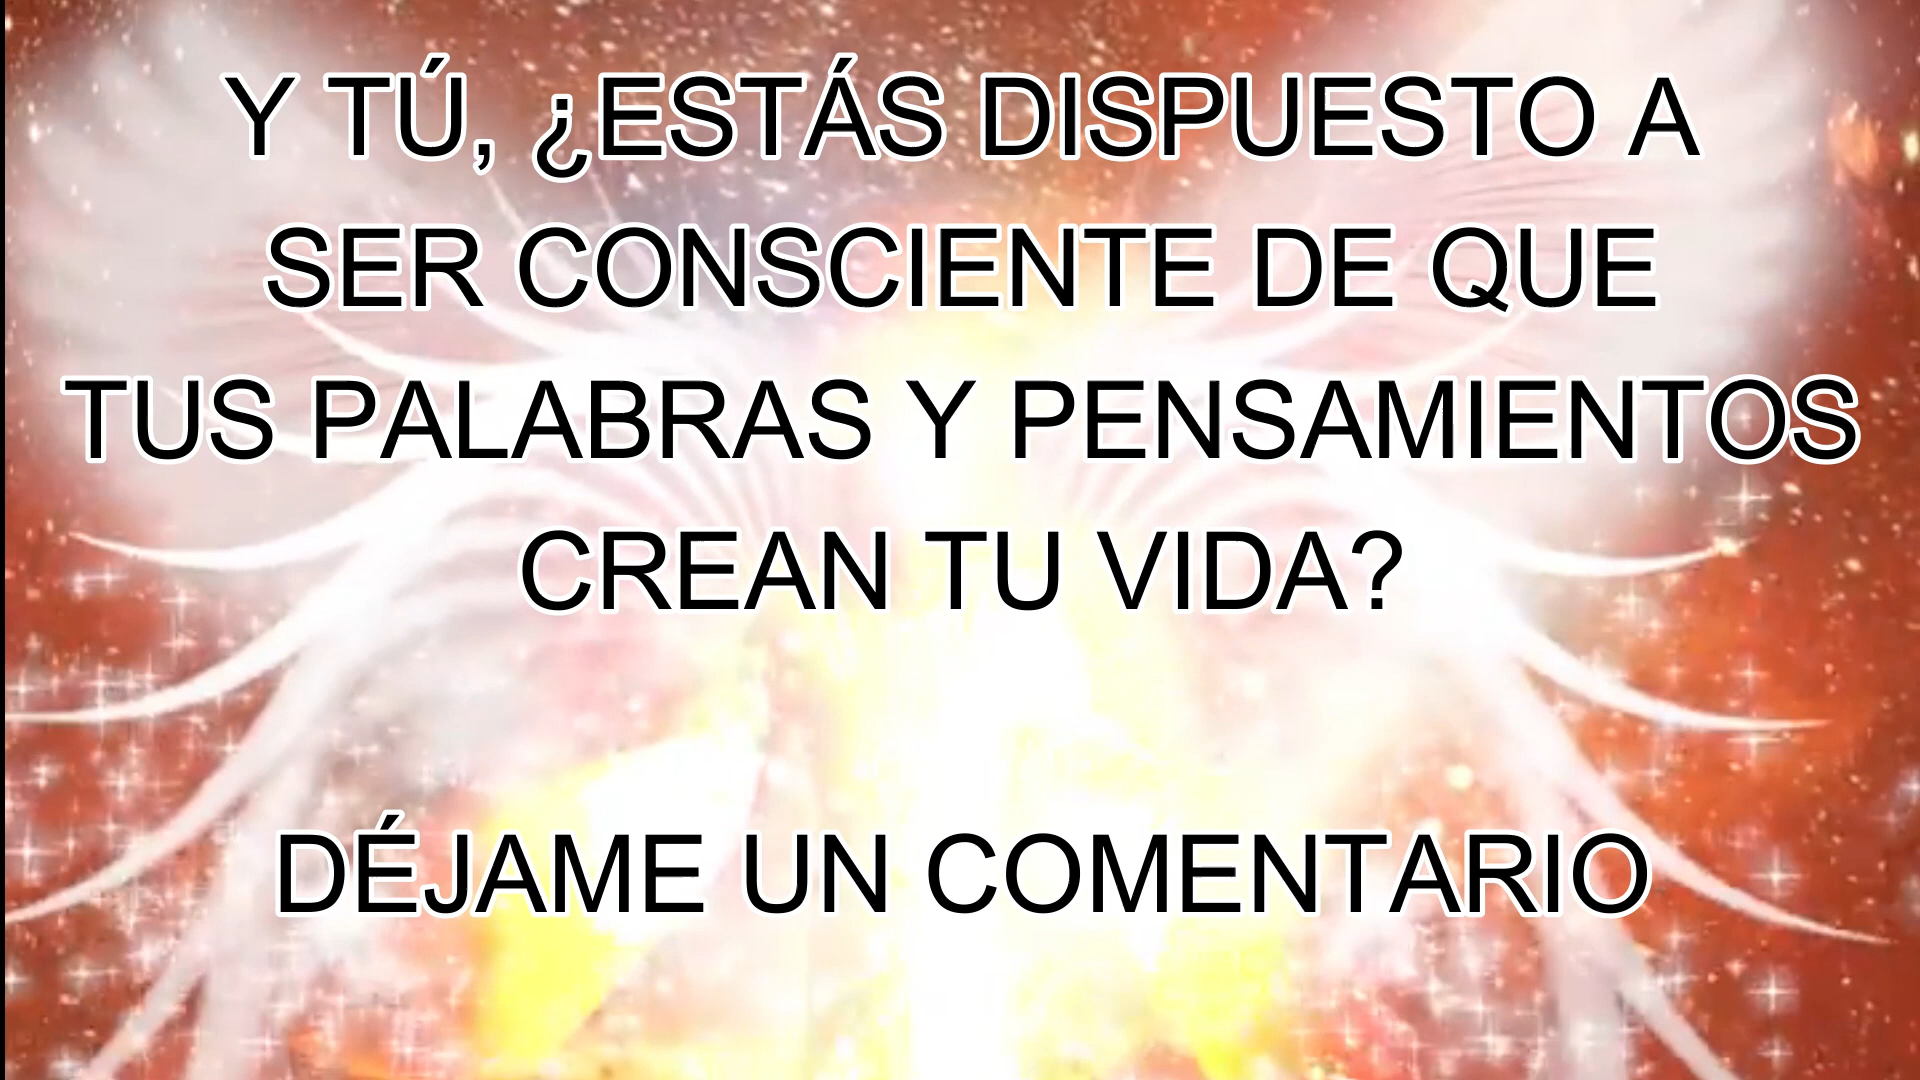 Y TÚ, ¿ESTÁS DISPUESTO A
SER CONSCIENTE DE QUE
TUS PALABRAS Y PENSAMIENTOS
CREAN TU VIDA?
DÉJAME UN COMENTARIO